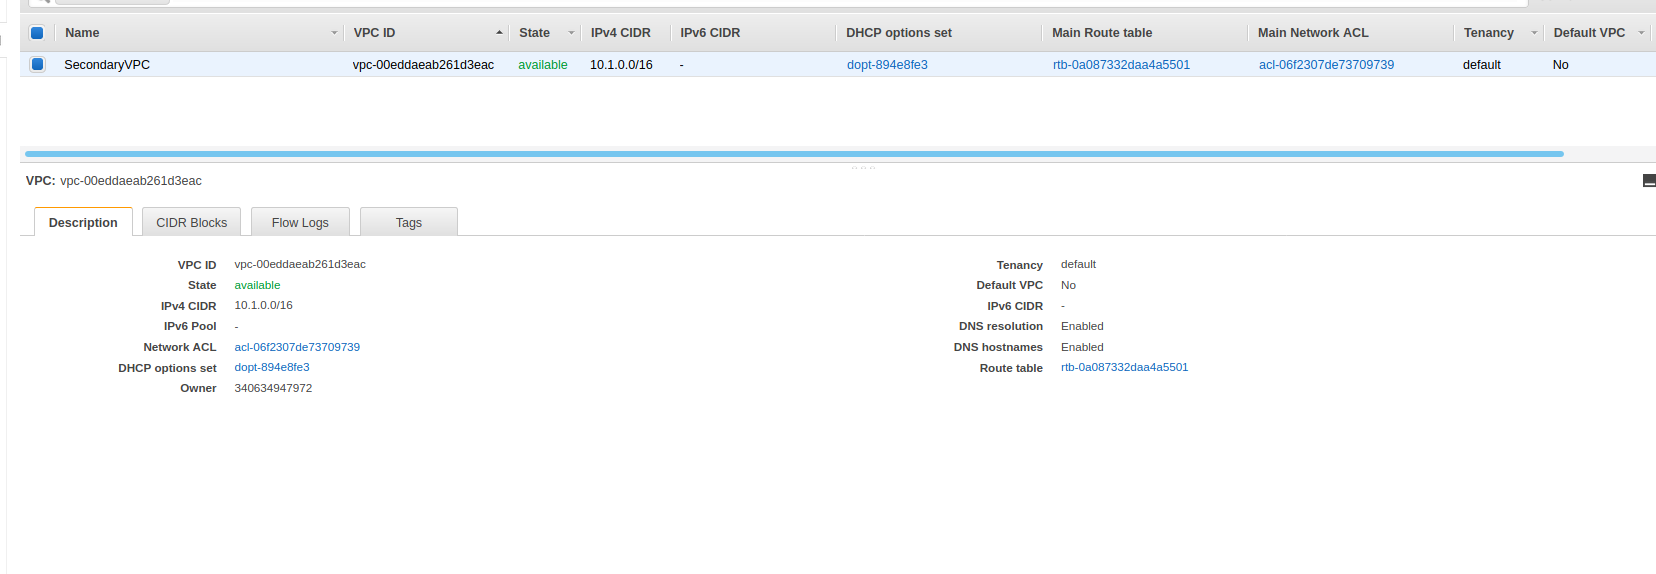 Name VPC ID State IPv4 CIDR IPv6 CIDR DHCP options set Main Route table Main Network ACL Tenancy Default VPC
SecondaryVPC vpc-00eddaeab261d3eac available 10.1.0.0/16 - dopt-894e8fe3 rtb-0a087332daa4a5501 acl-06f2307de73709739 default No
VPC: vpc-00eddaeab261d3eac
Description CIDR Blocks Flow Logs Tags
VPC ID vpc-00eddaeab261d3eac Tenancy default
State available Default VPC No
IPv4 CIDR 10.1.0.0/16 IPv6 CIDR -
IPv6 Pool - DNS resolution Enabled
Network ACL acl-06f2307de73709739 DNS hostnames Enabled
DHCP options set dopt-894e8fe3 Route table rtb-0a087332daa4a5501
Owner 340634947972